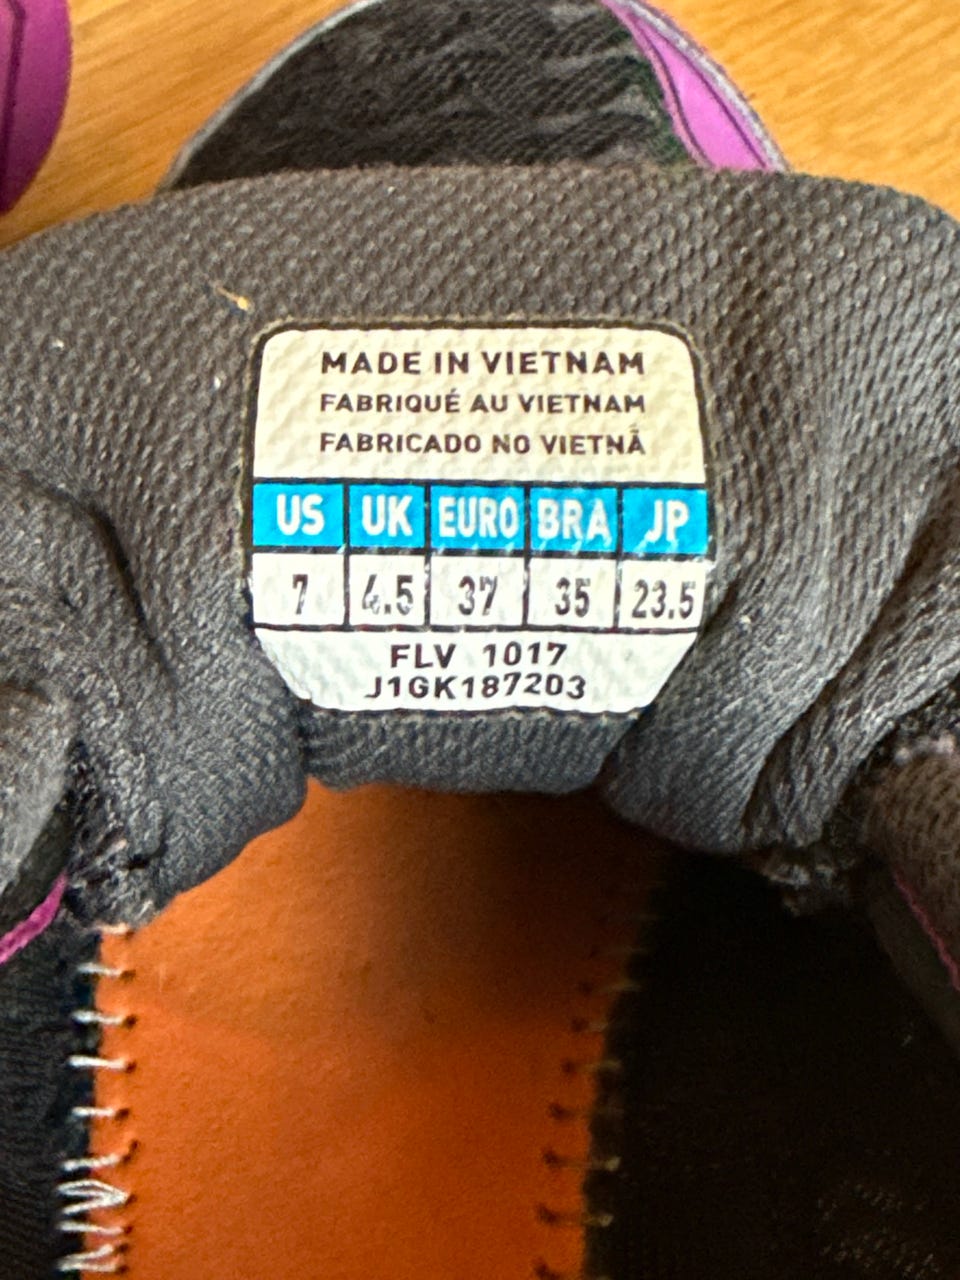 MADE IN VIETNAM
FABRIQUÉ AU VIETNAM
FABRICADO NO VIETNÃ
US UK EURO BRA JP
7 4.5 37 35 23.5
FLV 1017
J1GK187203